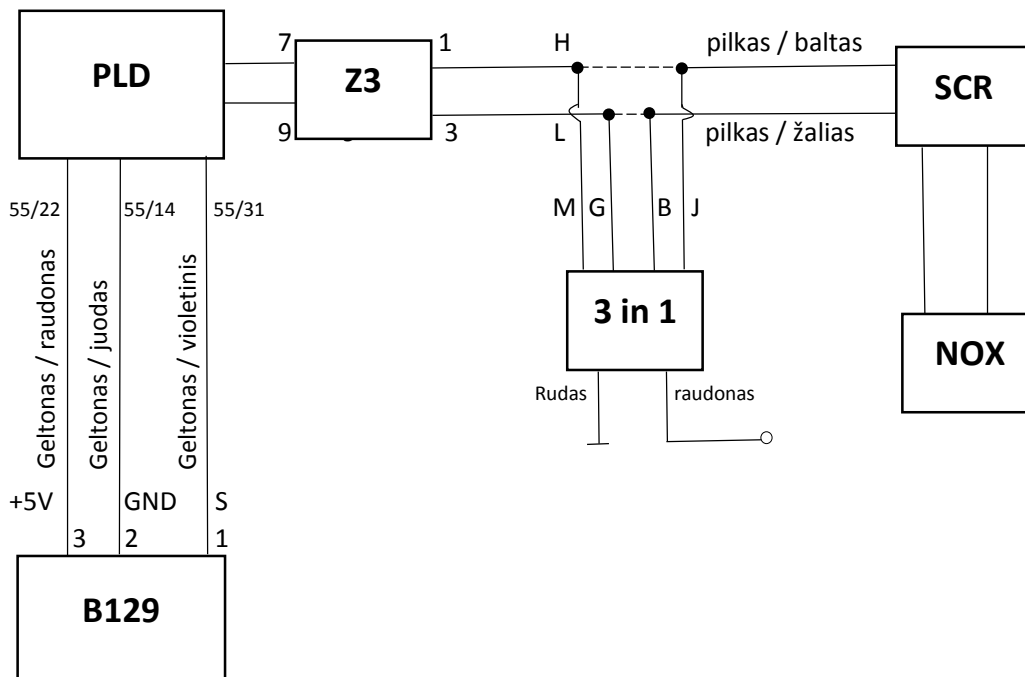 PLD
7
Z3
1
H
pilkas / baltas
SCR
9
3
L
pilkas / žalias
55/22
55/14
55/31
M
G
B
J
Geltonas / raudonas
Geltonas / juodas
Geltonas / violetinis
3 in 1
NOX
Rudas
raudonas
+5V
GND
S
3
2
1
B129